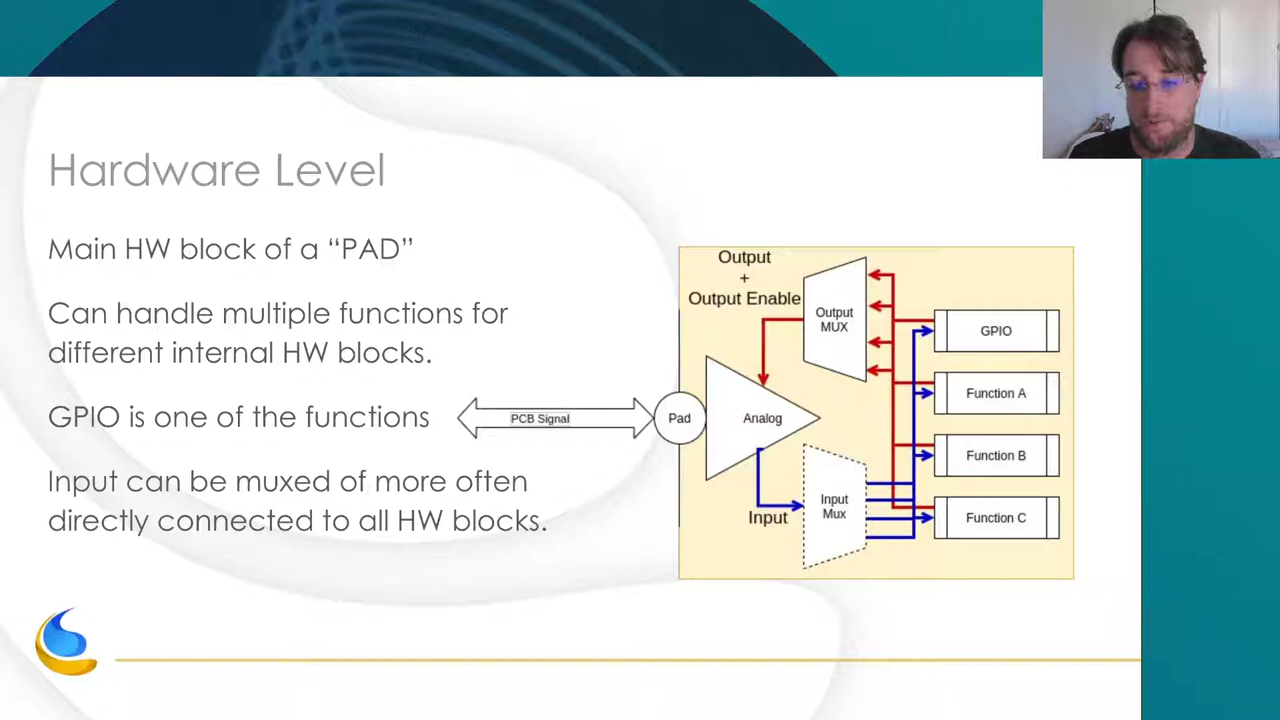 Hardware Level
Main HW block of a “PAD”
Can handle multiple functions for
different internal HW blocks.
GPIO is one of the functions
Input can be muxed of more often
directly connected to all HW blocks.
PCB Signal
Pad
Analog
Output
+
Output Enable
Output
MUX
Input
Input
Mux
GPIO
Function A
Function B
Function C